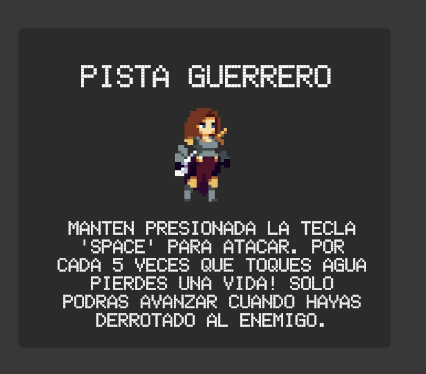 PISTA GUERRERO
MANTEN PRESIONADA LA TECLA
'SPACE' PARA ATACAR. POR
CADA 5 VECES QUE TOQUES AGUA
PIERDES UNA VIDA! SOLO
PODRAS AVANZAR CUANDO HAYAS
DERROTADO AL ENEMIGO.